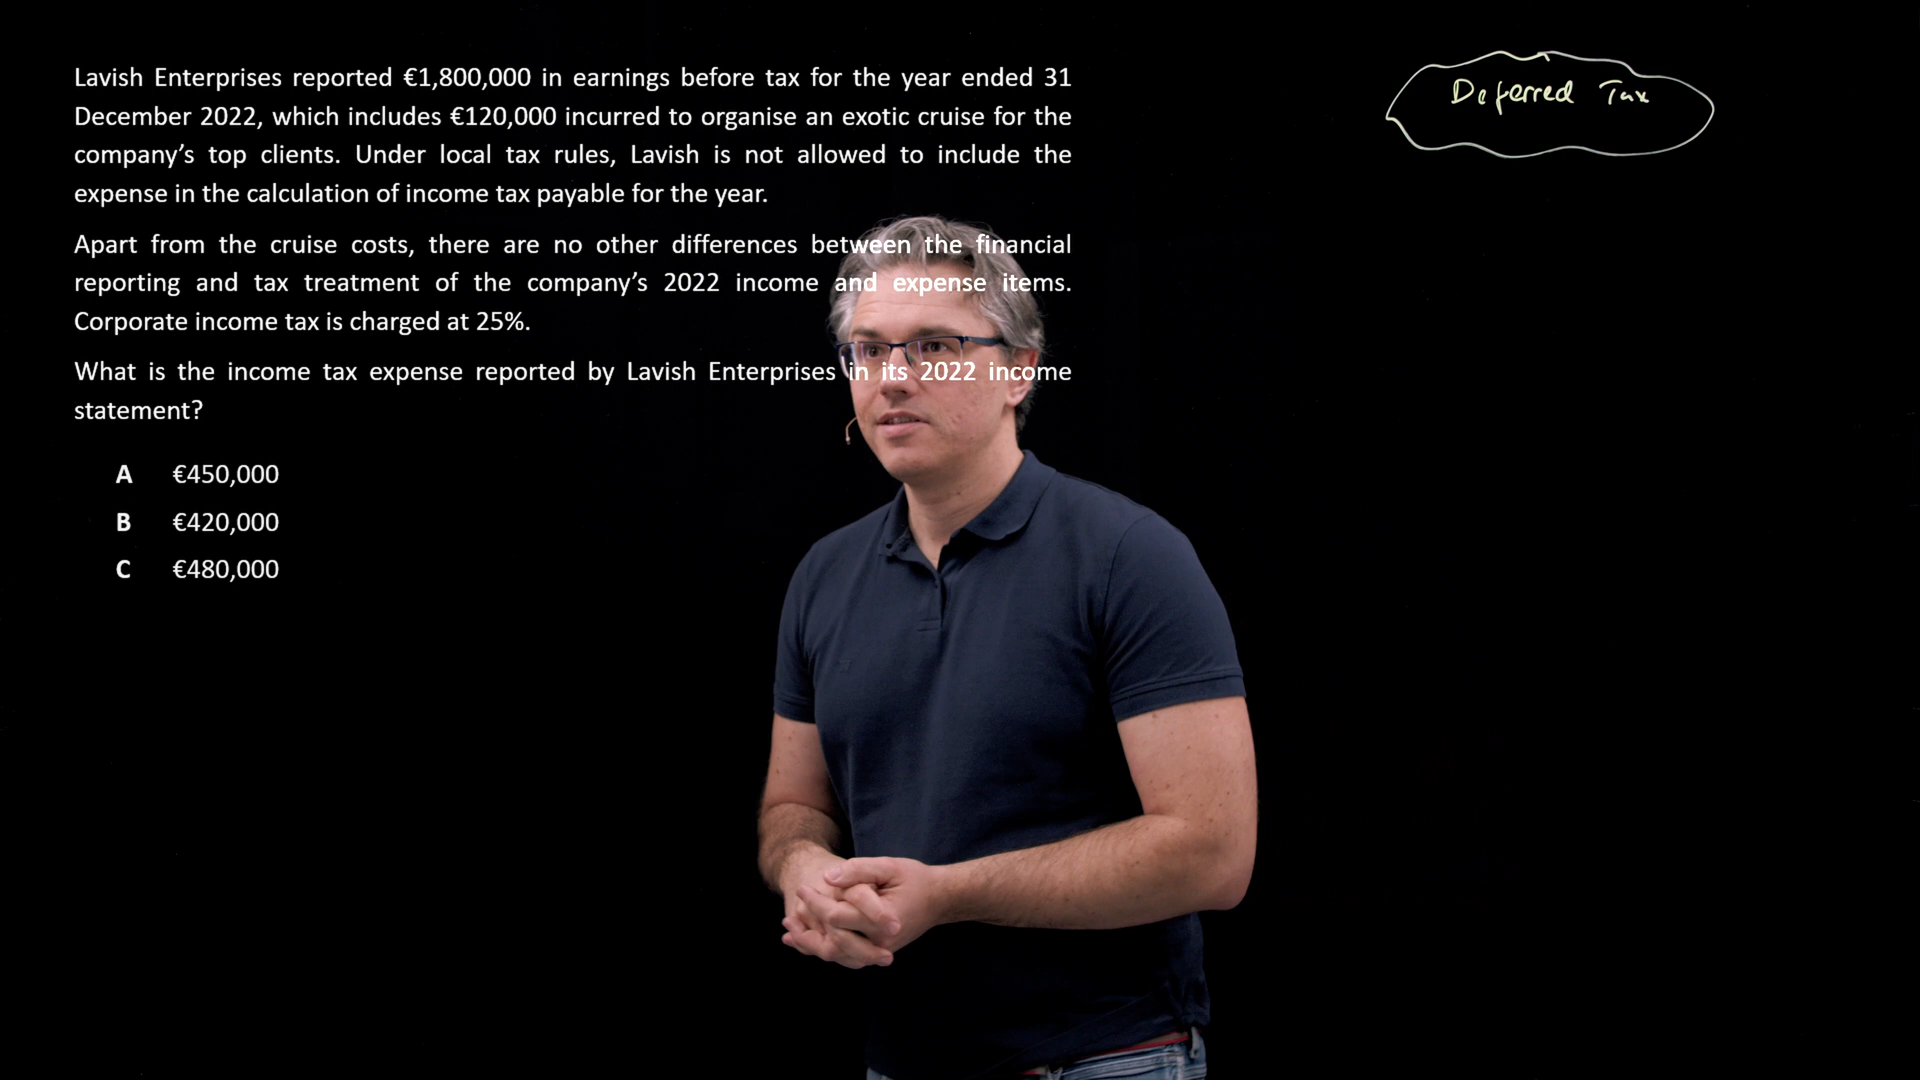 Lavish Enterprises reported €1,800,000 in earnings before tax for the year ended 31
December 2022, which includes €120,000 incurred to organise an exotic cruise for the
company’s top clients. Under local tax rules, Lavish is not allowed to include the
expense in the calculation of income tax payable for the year.
Apart from the cruise costs, there are no other differences between the financial
reporting and tax treatment of the company’s 2022 income and expense items.
Corporate income tax is charged at 25%.
What is the income tax expense reported by Lavish Enterprises in its 2022 income
statement?
A €450,000
B €420,000
C €480,000
Deferred Tax